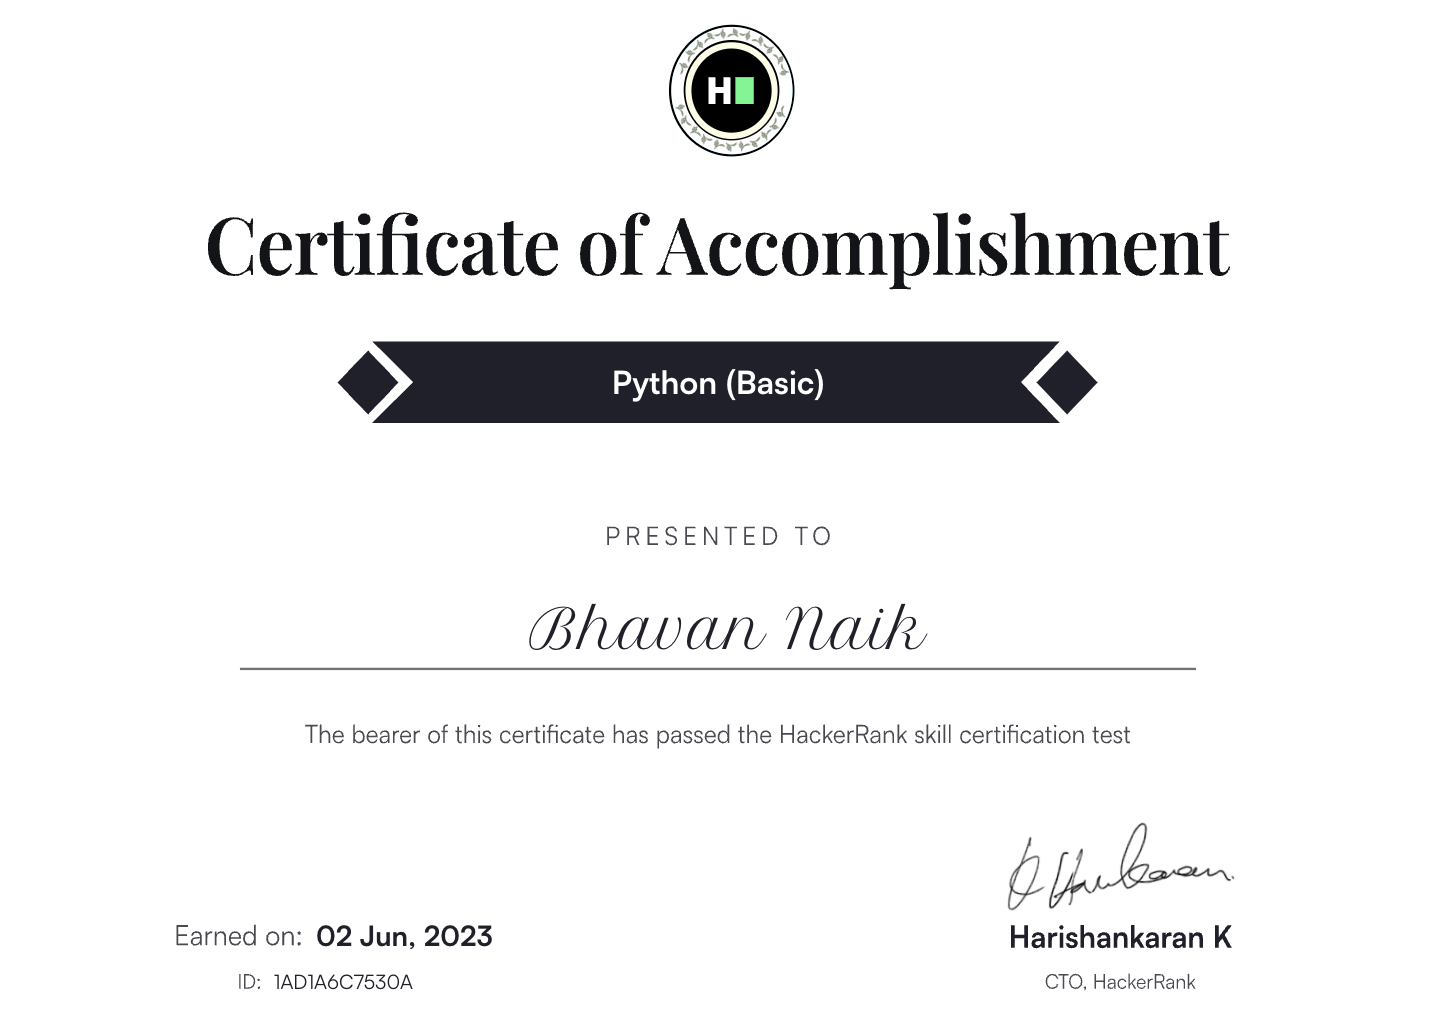 H
Certificate of Accomplishment
Python (Basic)
PRESENTED TO
Bhavan Naik
The bearer of this certificate has passed the HackerRank skill certification test
Earned on: 02 Jun, 2023
ID: 1AD1A6C7530A
Harishankaran K
CTO, HackerRank